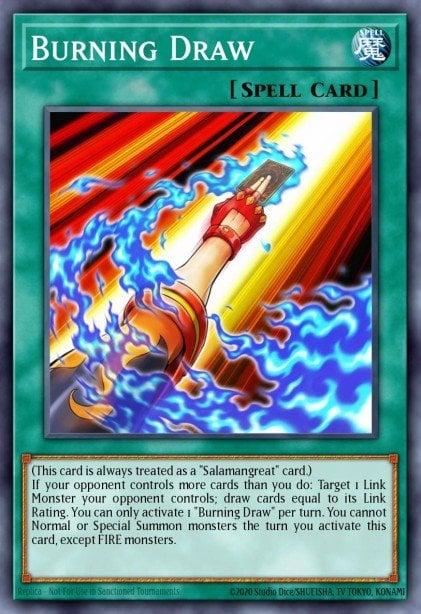 BURNING DRAW
SPELL
魔
[SPELL CARD]
(This card is always treated as a "Salamangreat" card.)
If your opponent controls more cards than you do: Target 1 Link
Monster your opponent controls; draw cards equal to its Link
Rating. You can only activate 1 "Burning Draw" per turn. You cannot
Normal or Special Summon monsters the turn you activate this
card, except FIRE monsters.
Replica - Not For Use in Sanctioned Tournaments
©2020 Studio Dice/SHUEISHA, TV TOKYO, KONAMI